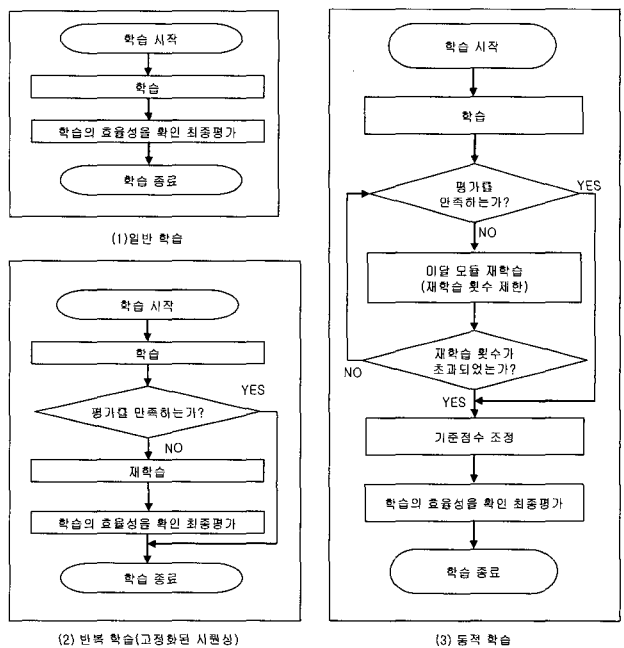 학습 시작
학습
학습의 효율성을 확인 최종평가
학습 종료
(1)일반 학습
학습 시작
학습
평가를 만족하는가?
YES
NO
재학습
학습의 효율성을 확인 최종평가
학습 종료
(2) 반복 학습(고정화된 시퀀싱)
학습 시작
학습
평가를
만족하는가?
YES
NO
미달 모듈 재학습
(재학습 횟수 제한)
재학습 횟수가
초과되었는가?
NO
YES
기준점수 조정
학습의 효율성을 확인 최종평가
학습 종료
(3) 동적 학습